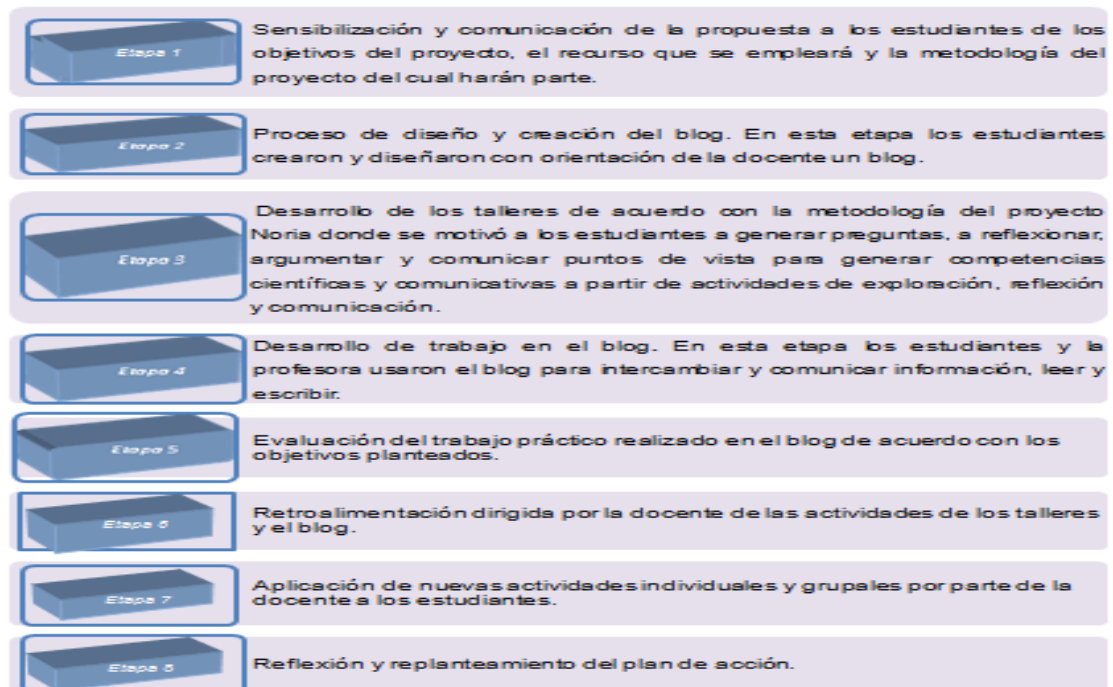 Etapa 1
Sensibilización y comunicación de la propuesta a los estudiantes de los
objetivos del proyecto, el recurso que se empleará y la metodología del
proyecto del cual harán parte.
Etapa 2
Proceso de diseño y creación del blog. En esta etapa los estudiantes
crearon y diseñaron con orientación de la docente un blog.
Etapa 3
Desarrollo de los talleres de acuerdo con la metodología del proyecto
Noria donde se motivó a los estudiantes a generar preguntas, a reflexionar,
argumentar y comunicar puntos de vista para generar competencias
científicas y comunicativas a partir de actividades de exploración, reflexión
y comunicación.
Etapa 4
Desarrollo de trabajo en el blog. En esta etapa los estudiantes y la
profesora usaron el blog para intercambiar y comunicar información, leer y
escribir.
Etapa 5
Evaluación del trabajo práctico realizado en el blog de acuerdo con los
objetivos planteados.
Etapa 6
Retroalimentación dirigida por la docente de las actividades de los talleres
y el blog.
Etapa 7
Aplicación de nuevas actividades individuales y grupales por parte de la
docente a los estudiantes.
Etapa 8
Reflexión y replanteamiento del plan de acción.